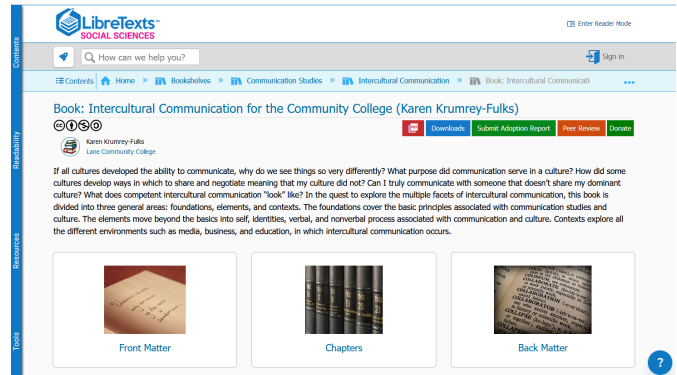 LibreTexts™
SOCIAL SCIENCES
Enter Reader Mode
Contents
Readability
Resources
Tools
How can we help you?
Sign in
Contents Home » Bookshelves » Communication Studies » Intercultural Communication » Book: Intercultural Communicati
Book: Intercultural Communication for the Community College (Karen Krumrey-Fulks)
Downloads Submit Adoption Report Peer Review Donate
Karen Krumrey-Fulks
Lane Community College
If all cultures developed the ability to communicate, why do we see things so very differently? What purpose did communication serve in a culture? How did some
cultures develop ways in which to share and negotiate meaning that my culture did not? Can I truly communicate with someone that doesn't share my dominant
culture? What does competent intercultural communication "look" like? In the quest to explore the multiple facets of intercultural communication, this book is
divided into three general areas: foundations, elements, and contexts. The foundations cover the basic principles associated with communication studies and
culture. The elements move beyond the basics into self, identities, verbal, and nonverbal process associated with communication and culture. Contexts explore all
the different environments such as media, business, and education, in which intercultural communication occurs.
COLLABORATE
COLLABORATION
COLLABORATOR
COLLAPSE
Front Matter
Chapters
Back Matter
?